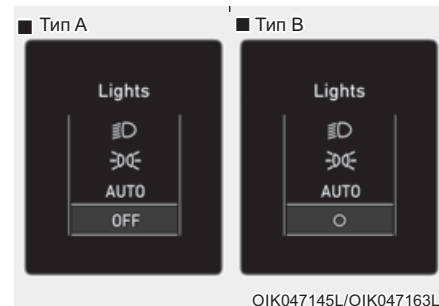 ■ Тип A
Lights
AUTO
OFF
■ Тип B
Lights
AUTO
O
OIK047145L/OIK047163L